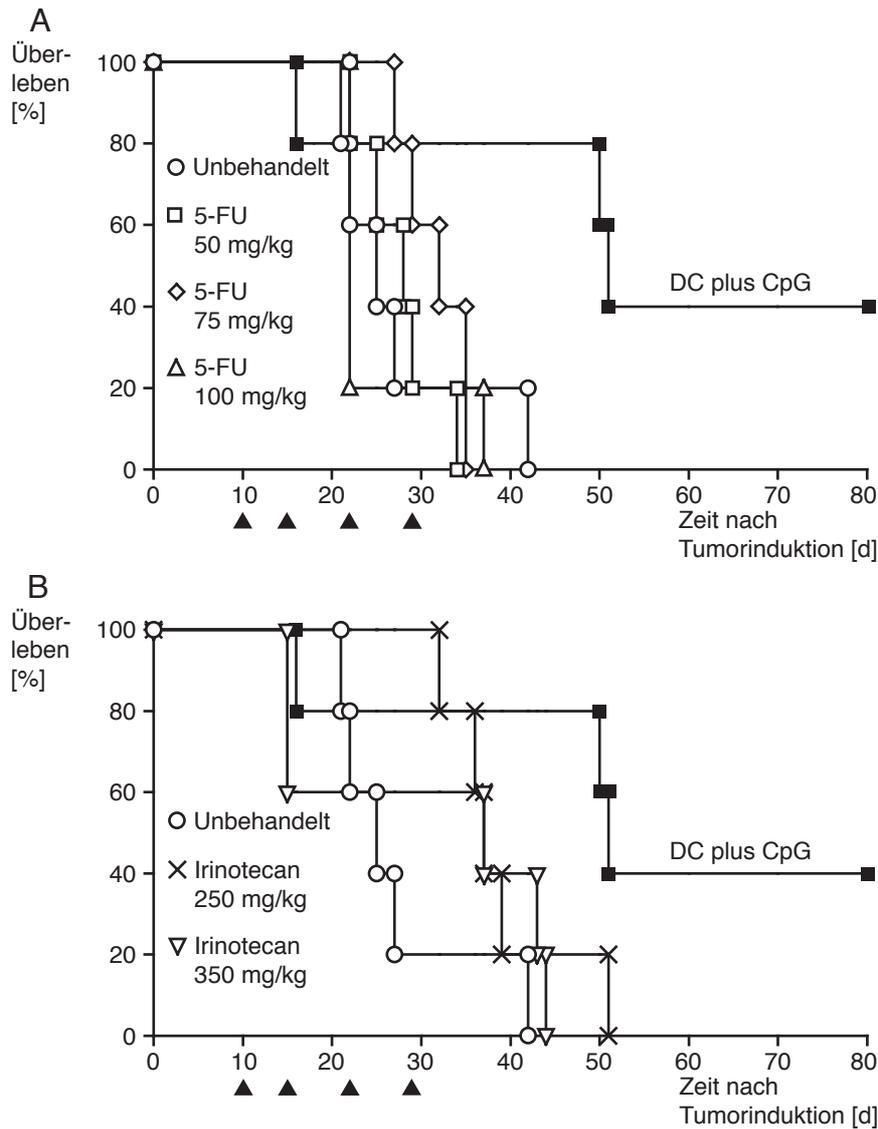 A
Über-
leben
[%]
100
80
60
40
20
0
Unbehandelt
5-FU
50 mg/kg
5-FU
75 mg/kg
5-FU
100 mg/kg
DC plus CpG
0 10 20 30 40 50 60 70 80
Zeit nach
Tumorinduktion [d]
B
Über-
leben
[%]
100
80
60
40
20
0
Unbehandelt
Irinotecan
250 mg/kg
Irinotecan
350 mg/kg
DC plus CpG
0 10 20 30 40 50 60 70 80
Zeit nach
Tumorinduktion [d]